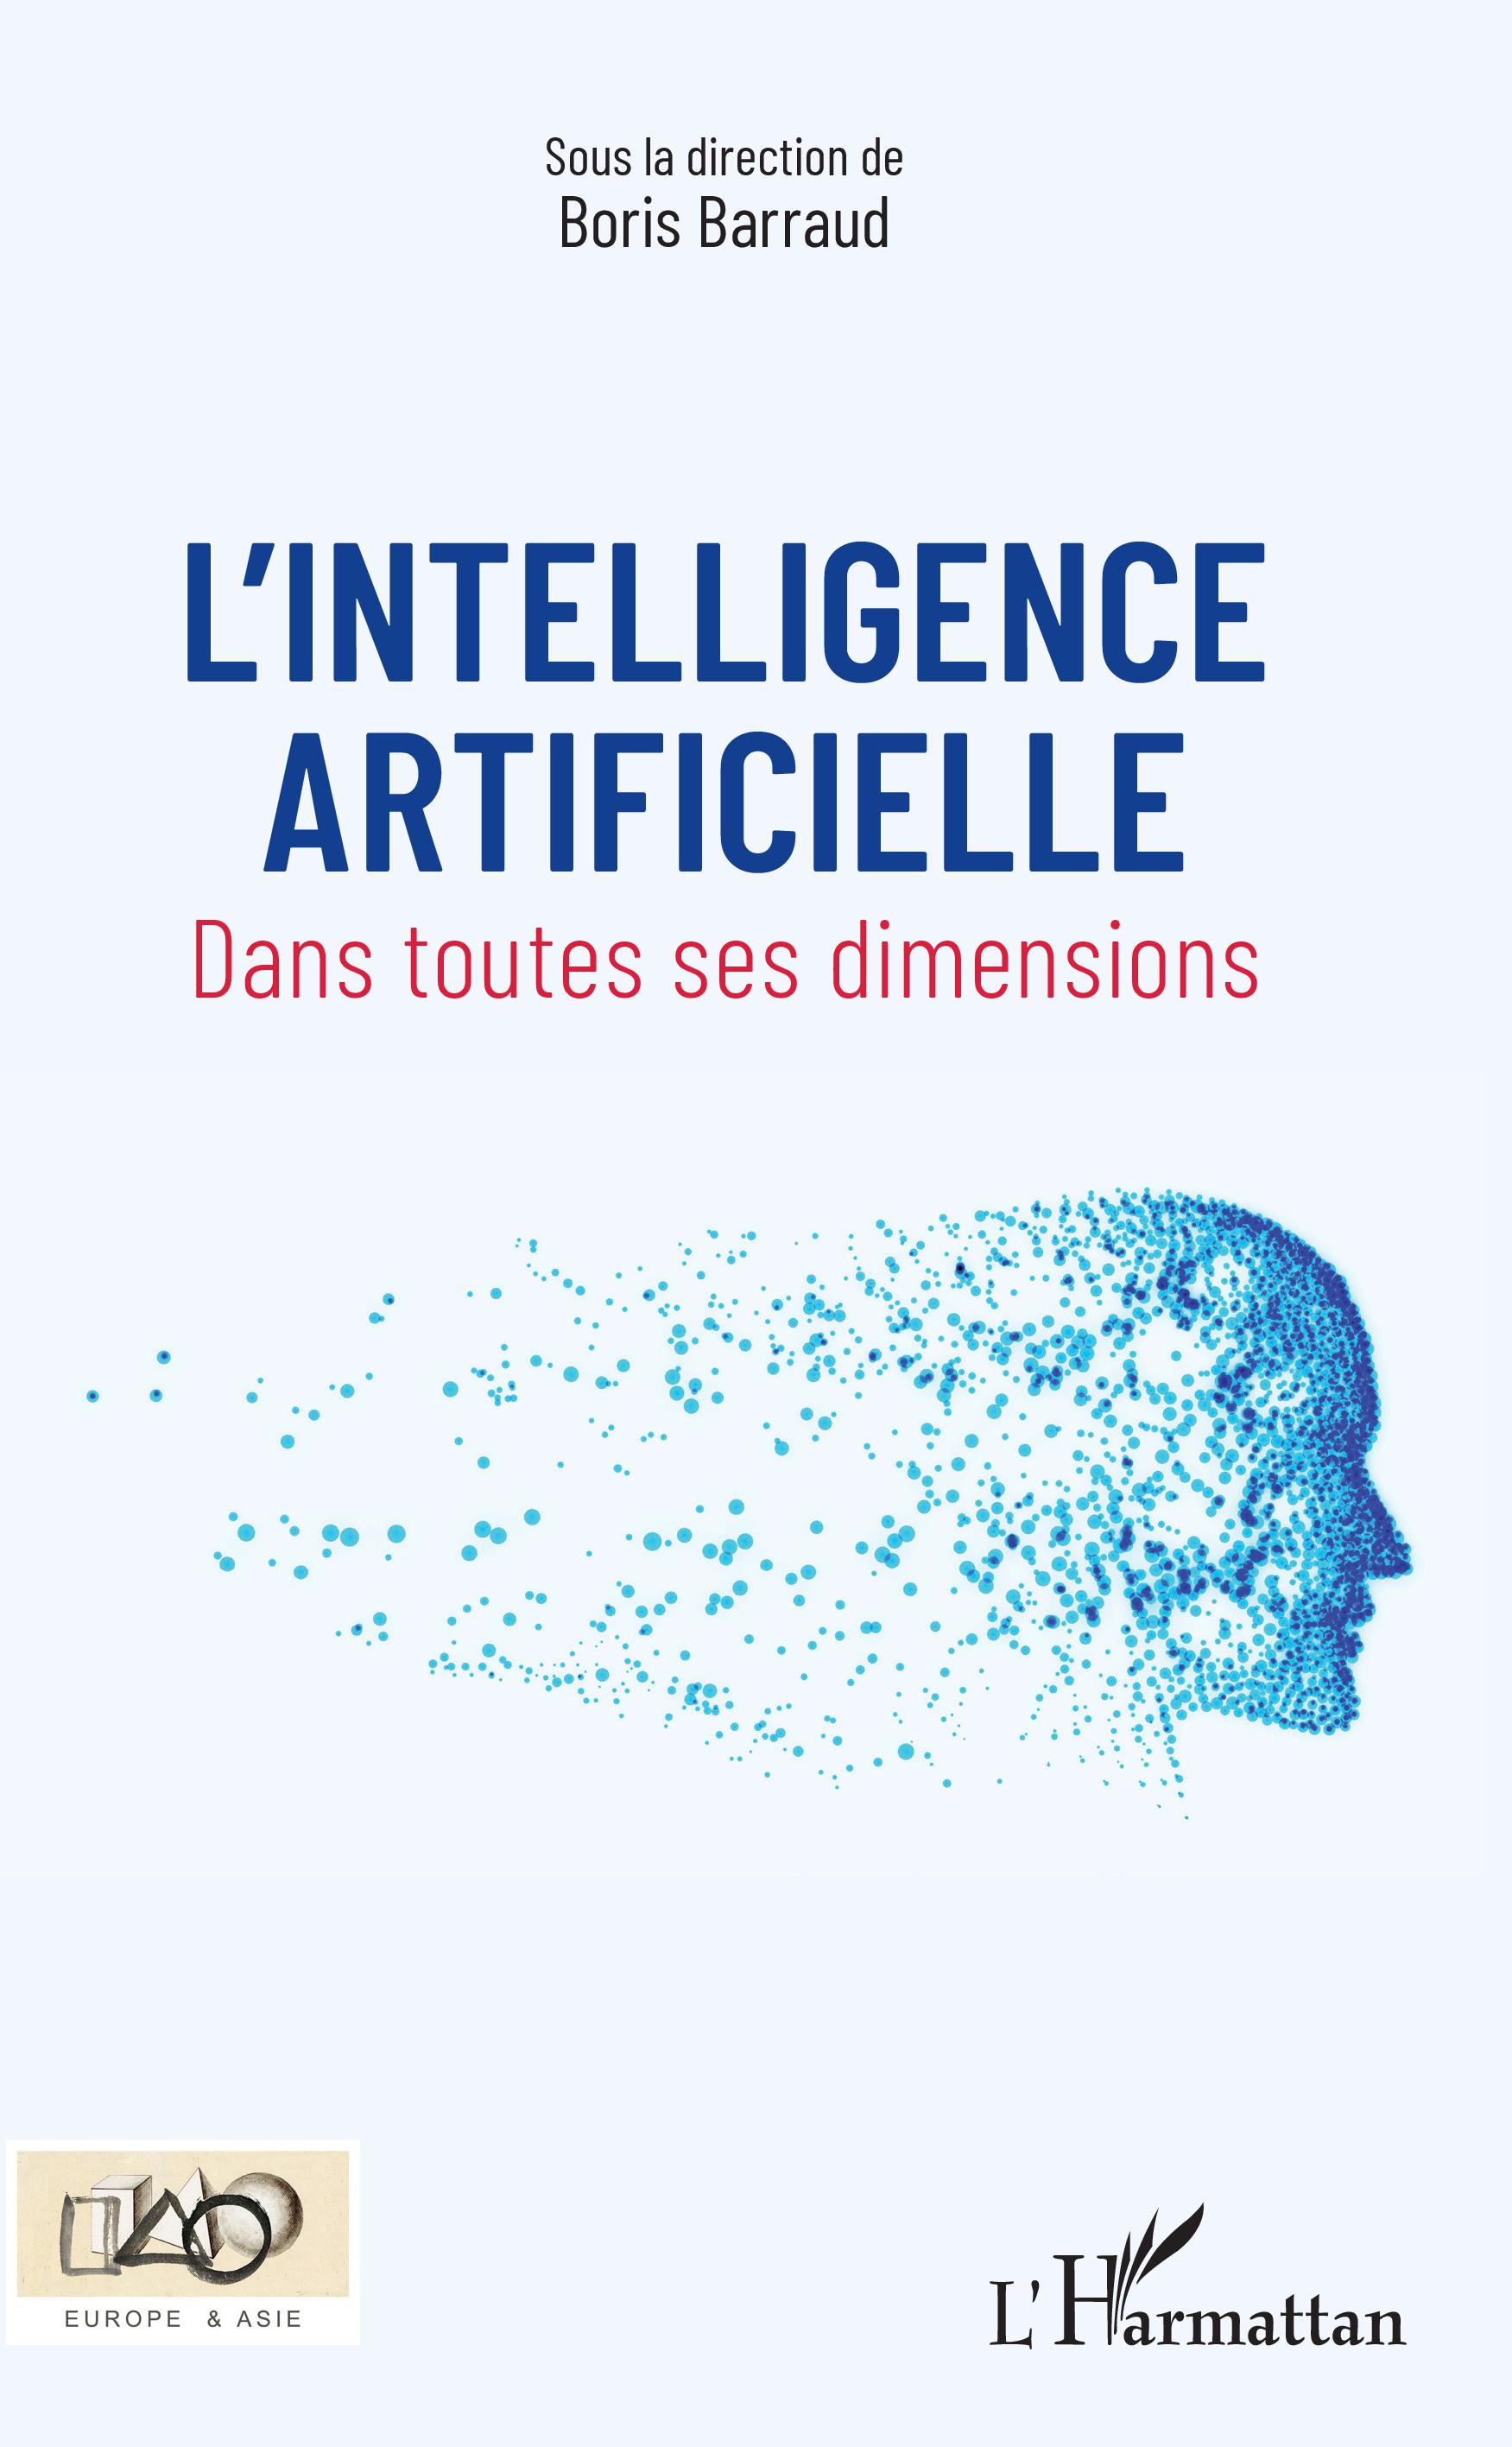 Sous la direction de
Boris Barraud
L’INTELLIGENCE
ARTIFICIELLE
Dans toutes ses dimensions
EUROPE & ASIE
L’Harmattan